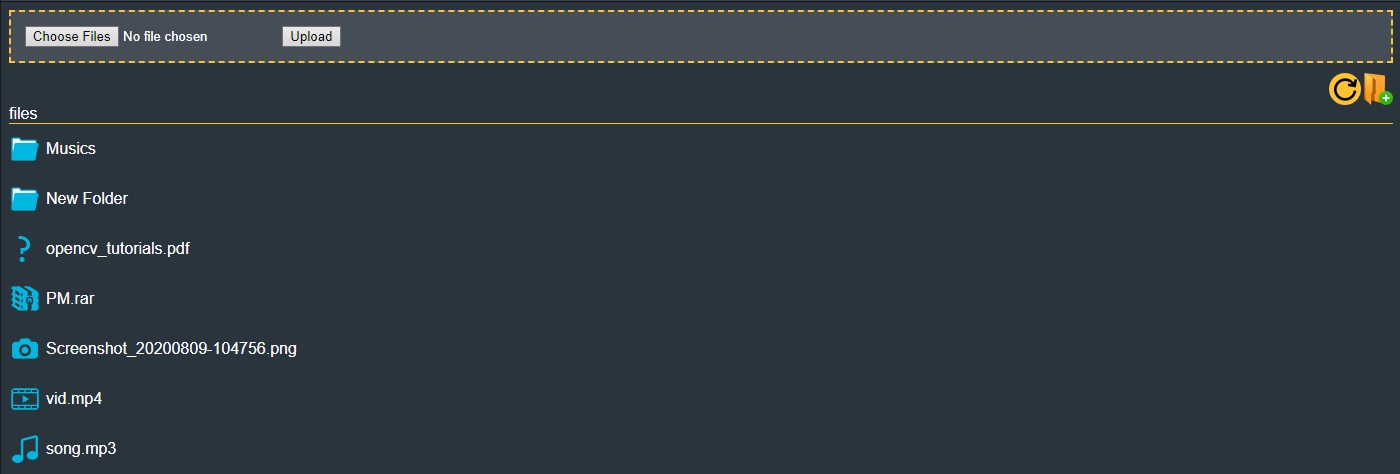 Choose Files No file chosen Upload
files
Musics
New Folder
opencv_tutorials.pdf
PM.rar
Screenshot_20200809-104756.png
vid.mp4
song.mp3